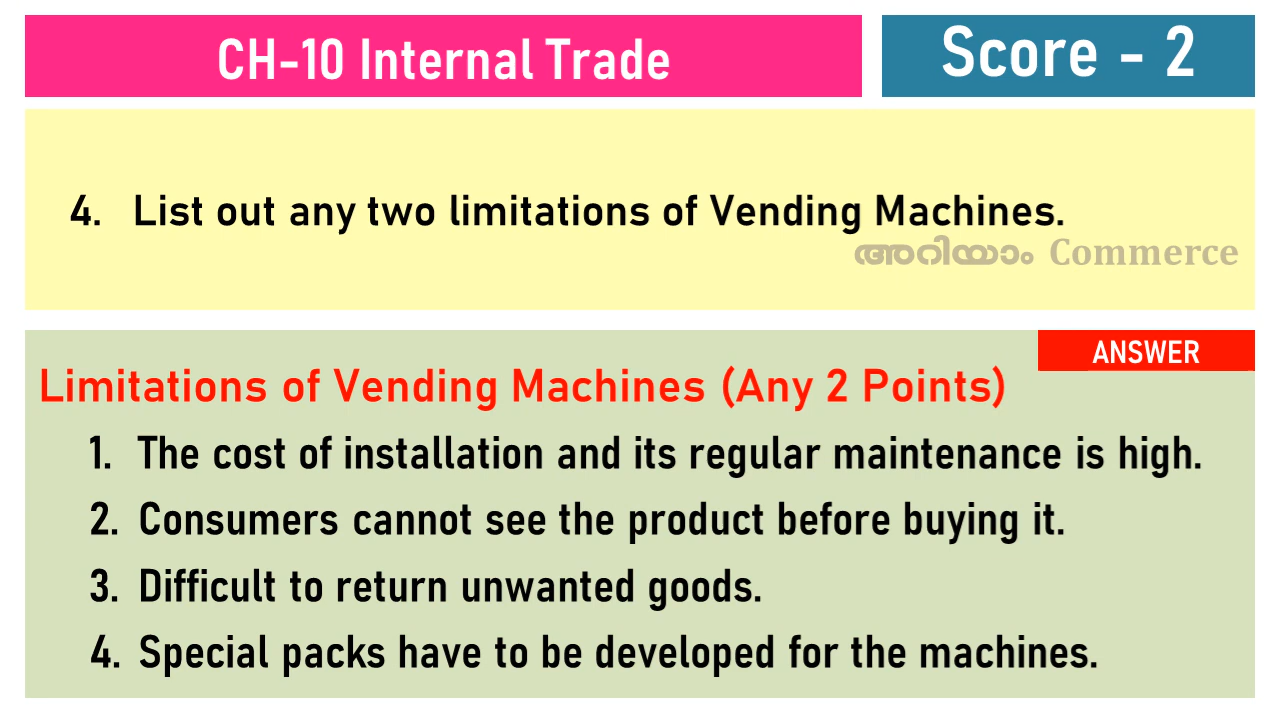 CH-10 Internal Trade
Score - 2
4. List out any two limitations of Vending Machines.
അറിയാം Commerce
ANSWER
Limitations of Vending Machines (Any 2 Points)
1. The cost of installation and its regular maintenance is high.
2. Consumers cannot see the product before buying it.
3. Difficult to return unwanted goods.
4. Special packs have to be developed for the machines.